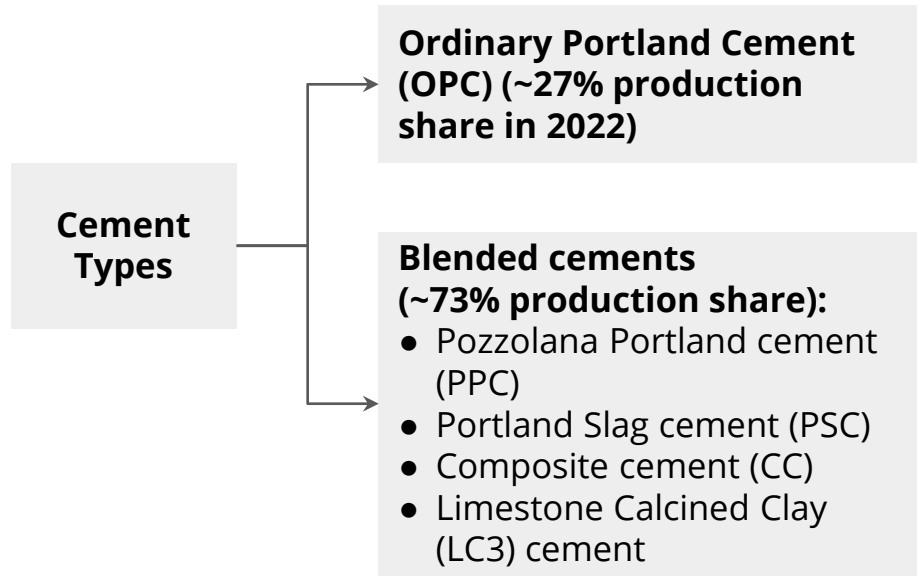 Ordinary Portland Cement
(OPC) (~27% production
share in 2022)
Cement
Types
Blended cements
(~73% production share):
● Pozzolana Portland cement
(PPC)
● Portland Slag cement (PSC)
● Composite cement (CC)
● Limestone Calcined Clay
(LC3) cement